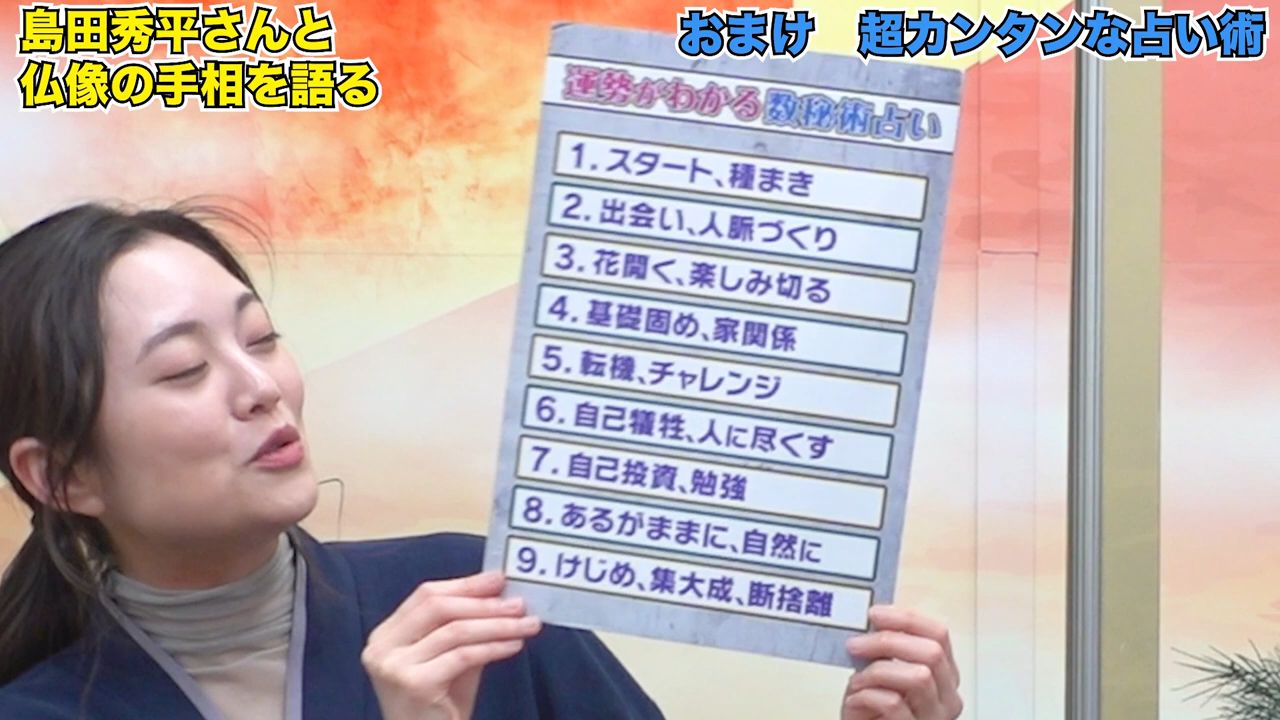 島田秀平さんと
仏像の手相を語る
おまけ　超カンタンな占い術
運勢がわかる数秘術占い
1.スタート、種まき
2.出会い、人脈づくり
3.花開く、楽しみ切る
4.基礎固め、家関係
5.転機、チャレンジ
6.自己犠牲、人に尽くす
7.自己投資、勉強
8.あるがままに、自然に
9.けじめ、集大成、断捨離